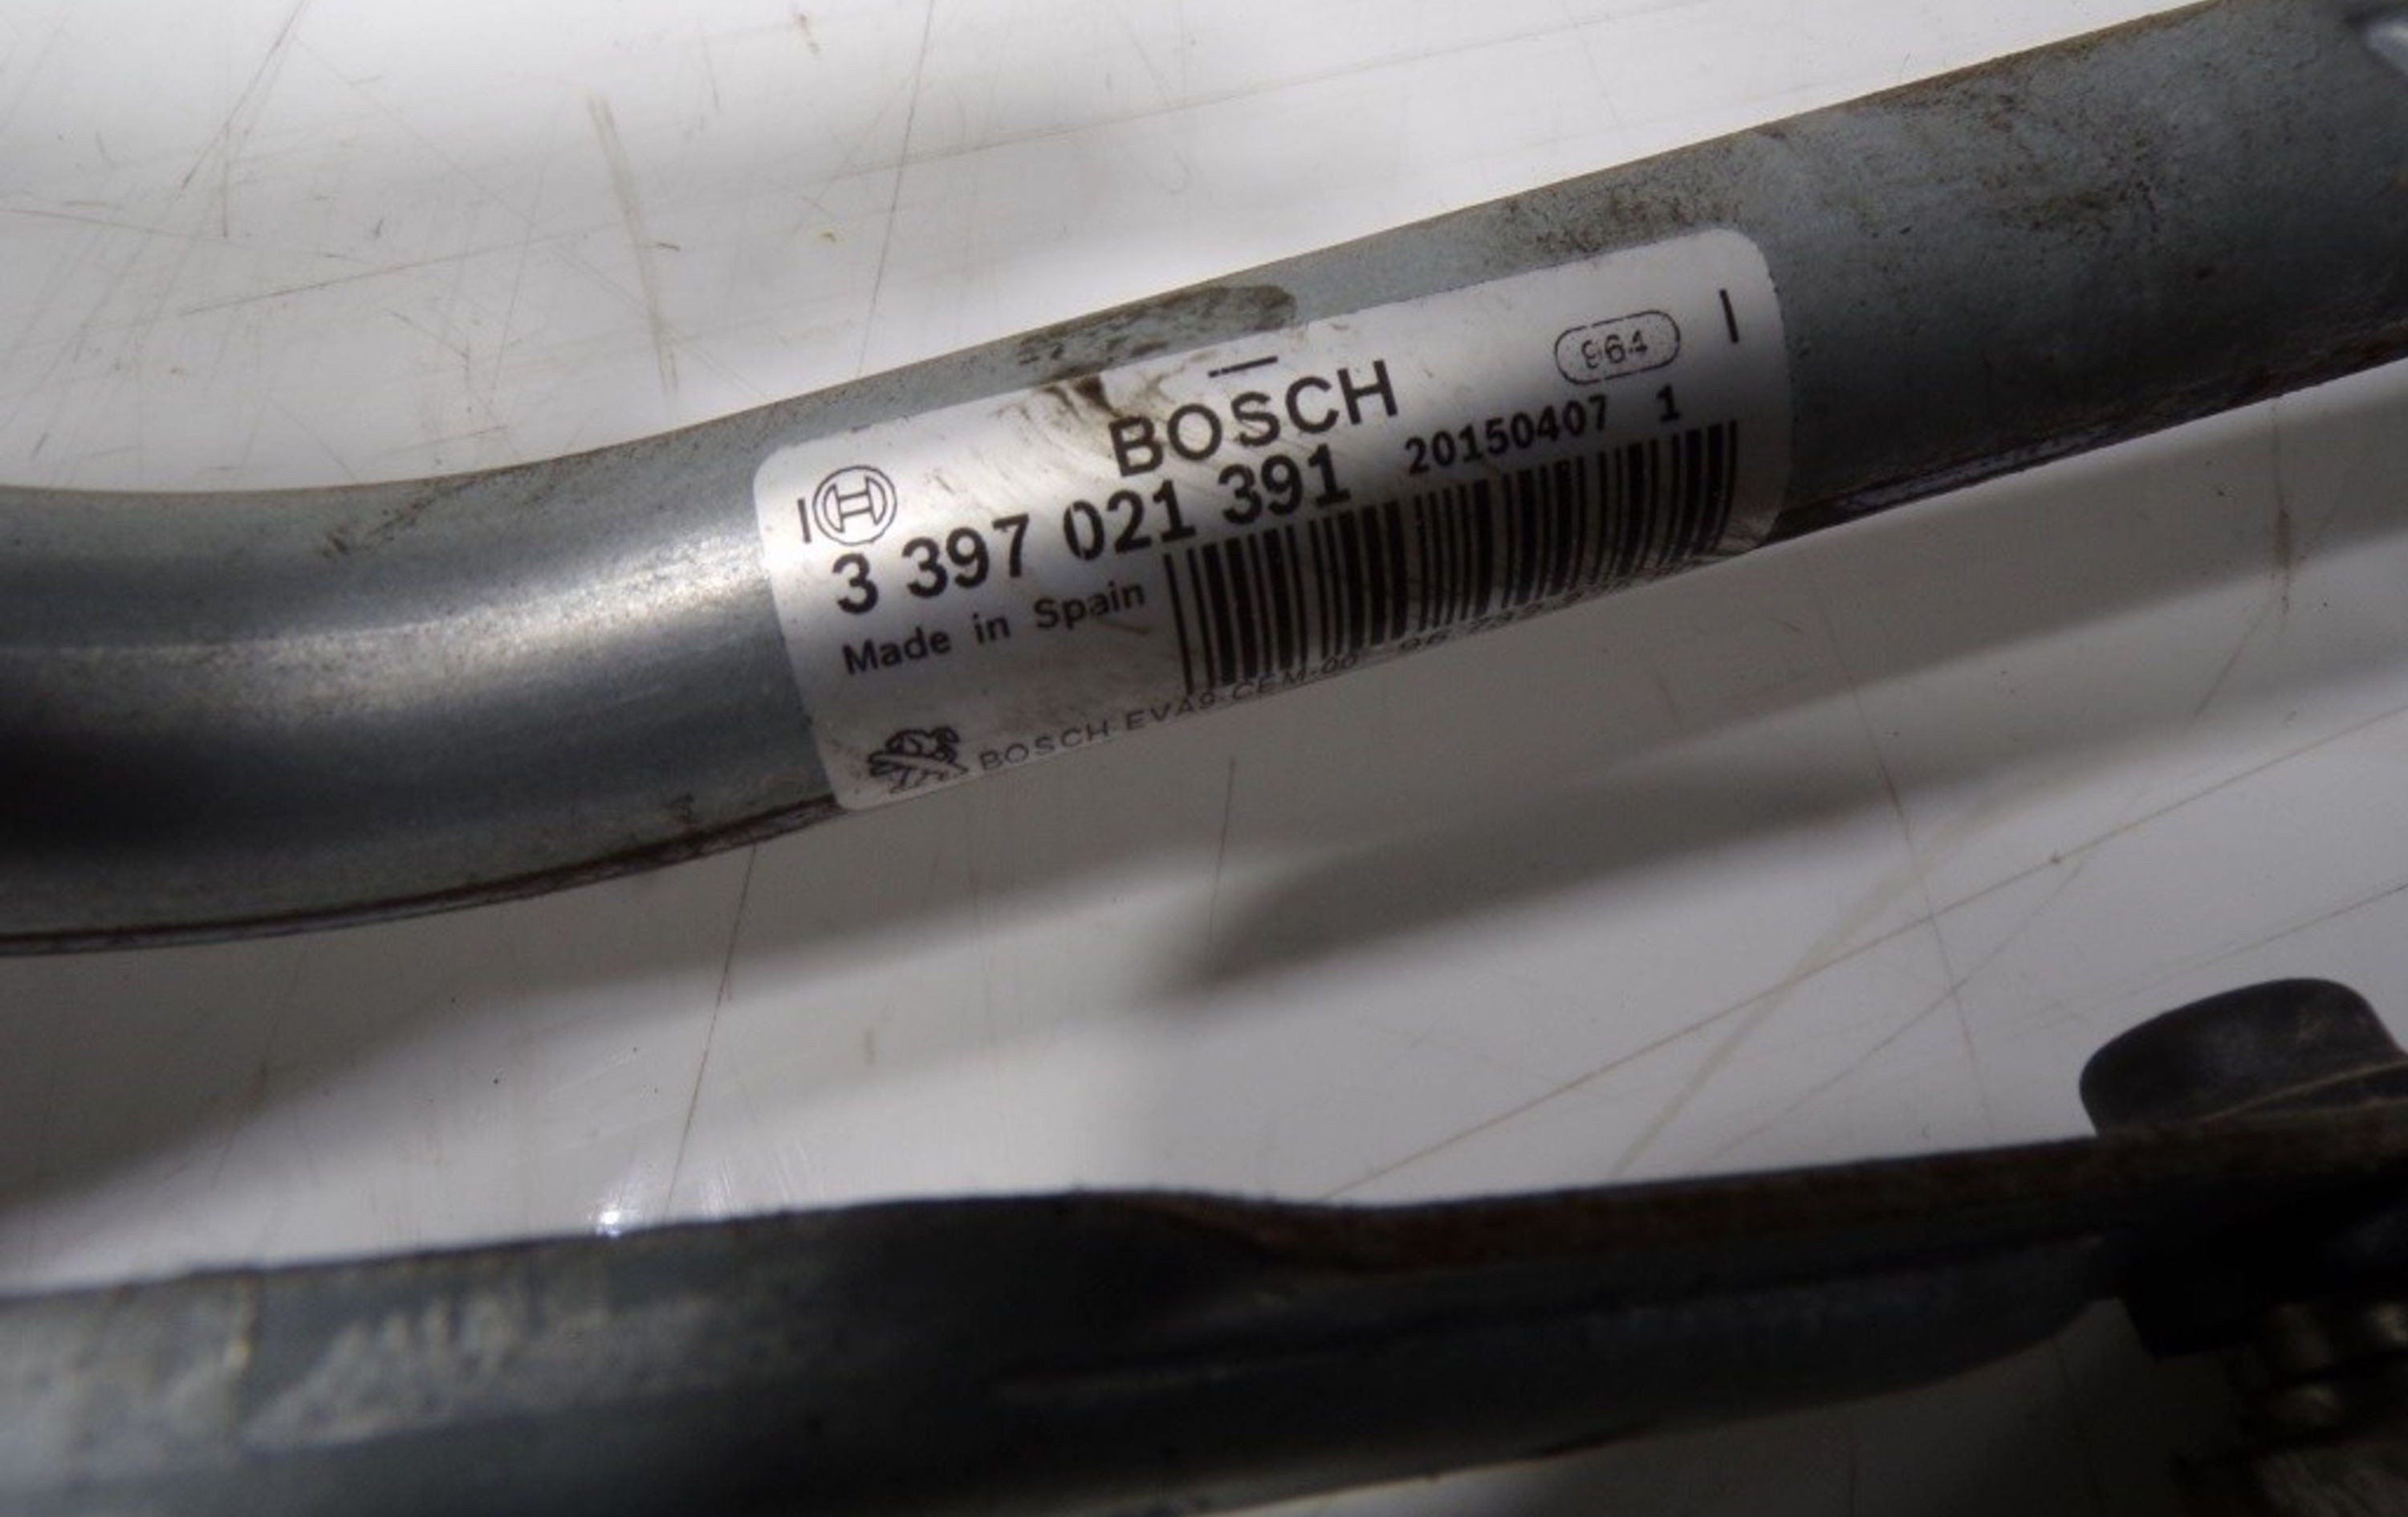 BOSCH
964
3 397 021 391 20150407 1
Made in Spain
BOSCH-EVA9-CEM-00